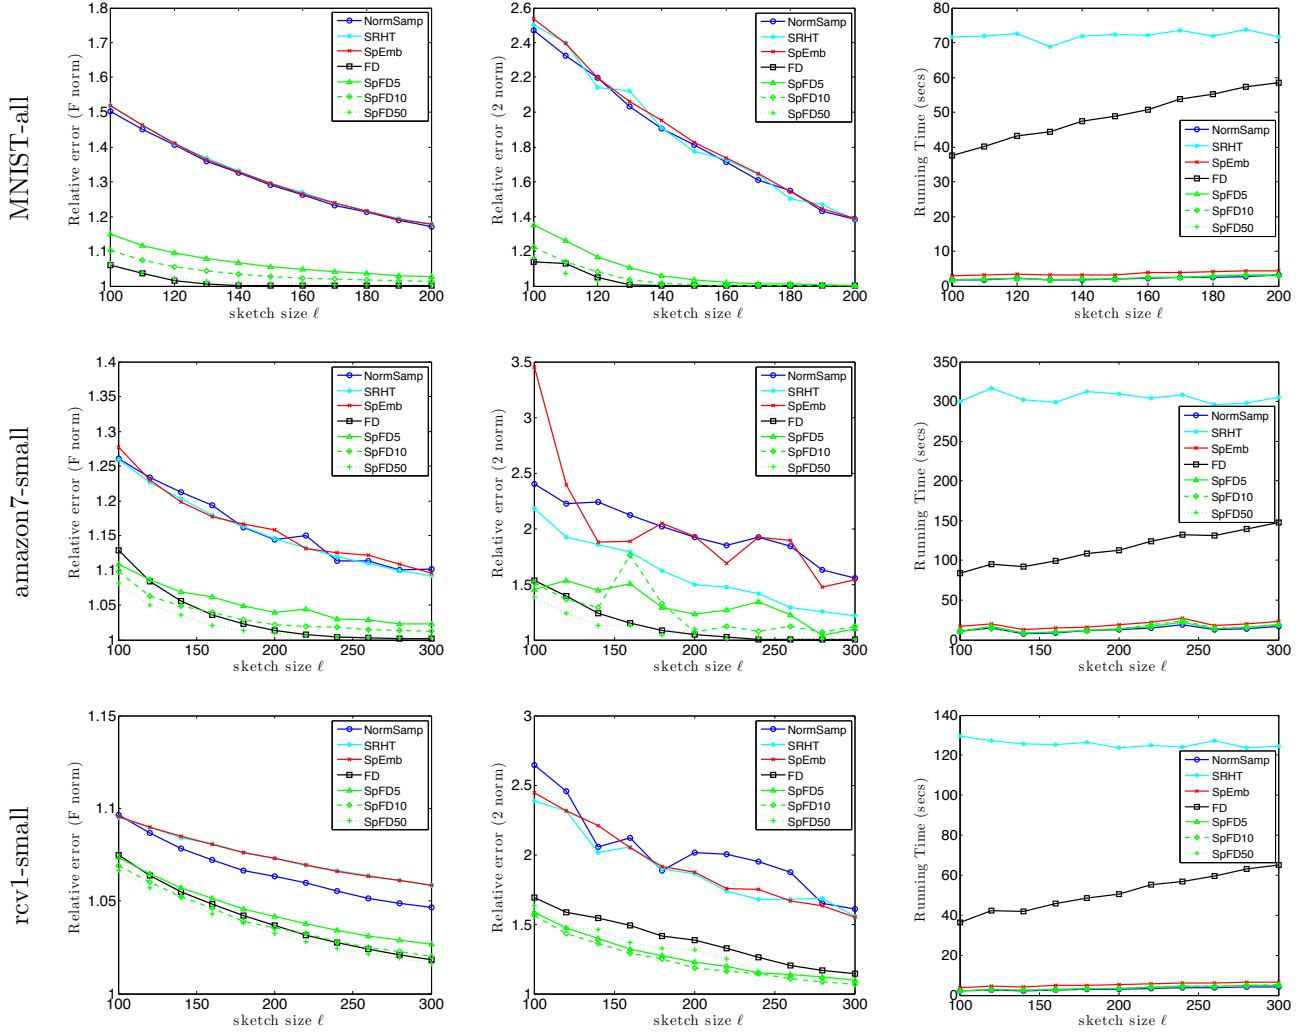 MNIST-all
Relative error (F norm)
1.8
1.7
1.6
1.5
1.4
1.3
1.2
1.1
1
100 120 140 160 180 200
sketch size ℓ
NormSamp
SRHT
SpEmb
FD
SpFD5
SpFD10
SpFD50
Relative error (2 norm)
2.6
2.4
2.2
2
1.8
1.6
1.4
1.2
1
100 120 140 160 180 200
sketch size ℓ
NormSamp
SRHT
SpEmb
FD
SpFD5
SpFD10
SpFD50
Running Time (secs)
80
70
60
50
40
30
20
10
0
100 120 140 160 180 200
sketch size ℓ
NormSamp
SRHT
SpEmb
FD
SpFD5
SpFD10
SpFD50
amazon7-small
Relative error (F norm)
1.4
1.35
1.3
1.25
1.2
1.15
1.1
1.05
1
100 150 200 250 300
sketch size ℓ
NormSamp
SRHT
SpEmb
FD
SpFD5
SpFD10
SpFD50
Relative error (2 norm)
3.5
3
2.5
2
1.5
1
100 150 200 250 300
sketch size ℓ
NormSamp
SRHT
SpEmb
FD
SpFD5
SpFD10
SpFD50
Running Time (secs)
350
300
250
200
150
100
50
0
100 150 200 250 300
sketch size ℓ
NormSamp
SRHT
SpEmb
FD
SpFD5
SpFD10
SpFD50
rcv1-small
Relative error (F norm)
1.15
1.1
1.05
1
100 150 200 250 300
sketch size ℓ
NormSamp
SRHT
SpEmb
FD
SpFD5
SpFD10
SpFD50
Relative error (2 norm)
3
2.5
2
1.5
1
100 150 200 250 300
sketch size ℓ
NormSamp
SRHT
SpEmb
FD
SpFD5
SpFD10
SpFD50
Running Time (secs)
140
120
100
80
60
40
20
0
100 150 200 250 300
sketch size ℓ
NormSamp
SRHT
SpEmb
FD
SpFD5
SpFD10
SpFD50